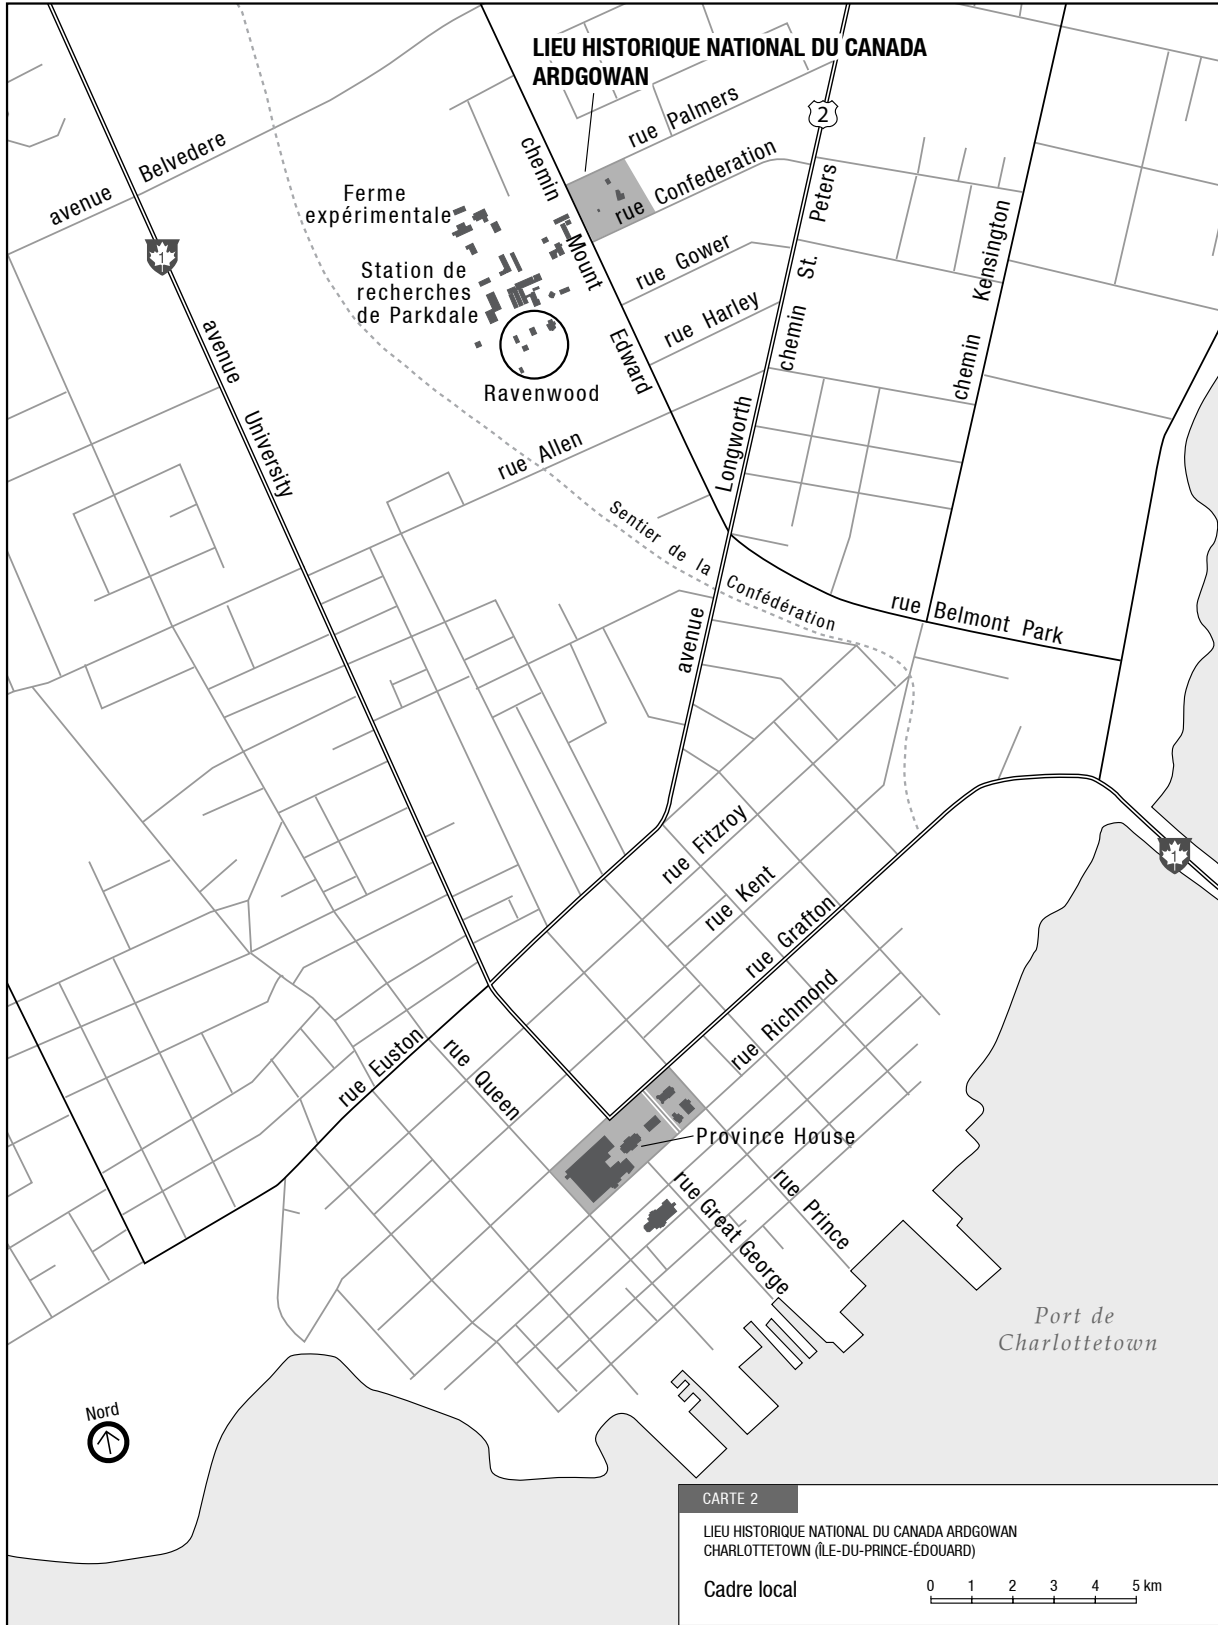 LIEU HISTORIQUE NATIONAL DU CANADA
ARDGOWAN
2
rue Palmers
chemin Mount Edward
avenue Belvedere
rue Confederation
Ferme
expérimentale
1
Station de
recherches
de Parkdale
Ravenwood
rue Gower
rue Harley
chemin St. Peters
chemin Kensington
avenue University
rue Allen
avenue Longworth
Sentier de la Confédération
rue Belmont Park
rue Fitzroy
rue Kent
rue Grafton
1
rue Richmond
rue Euston
rue Queen
Province House
rue Great George
rue Prince
Port de
Charlottetown
Nord
CARTE 2
LIEU HISTORIQUE NATIONAL DU CANADA ARDGOWAN
CHARLOTTETOWN (ÎLE-DU-PRINCE-ÉDOUARD)
Cadre local
0 1 2 3 4 5 km